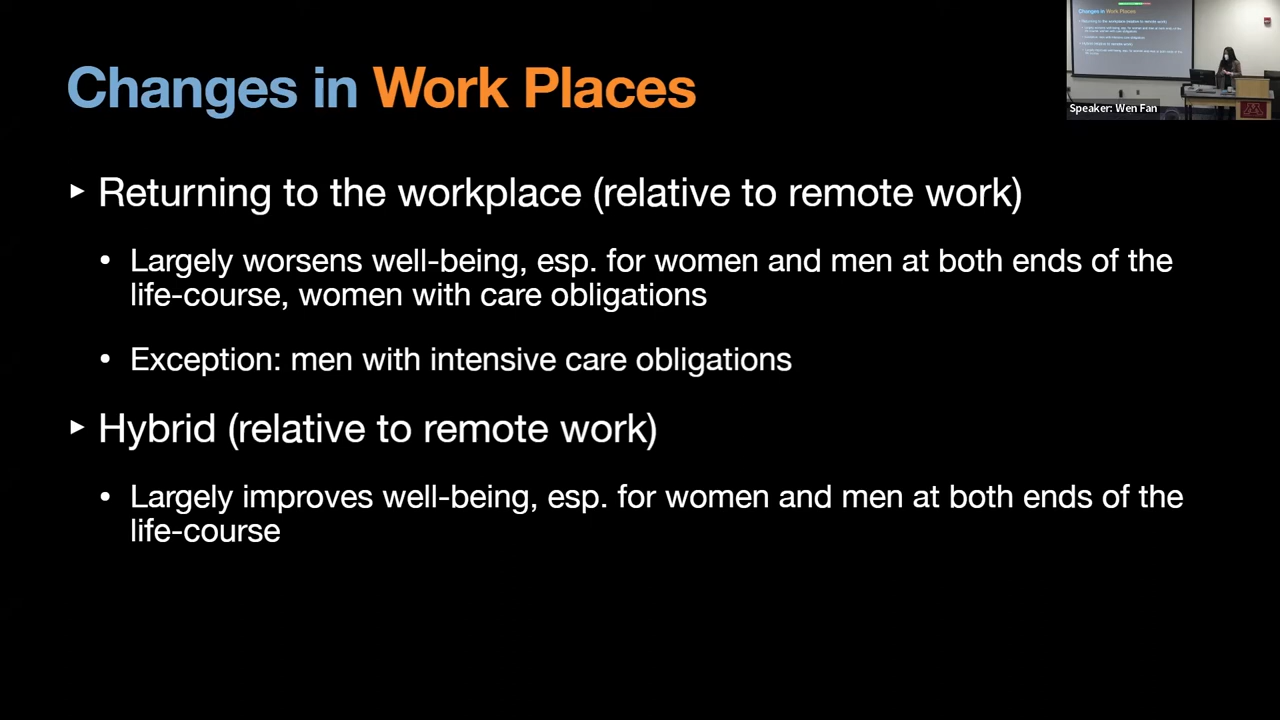 Changes in Work Places
Speaker: Wen Fan
▸ Returning to the workplace (relative to remote work)
• Largely worsens well-being, esp. for women and men at both ends of the
life-course, women with care obligations
• Exception: men with intensive care obligations
▸ Hybrid (relative to remote work)
• Largely improves well-being, esp. for women and men at both ends of the
life-course